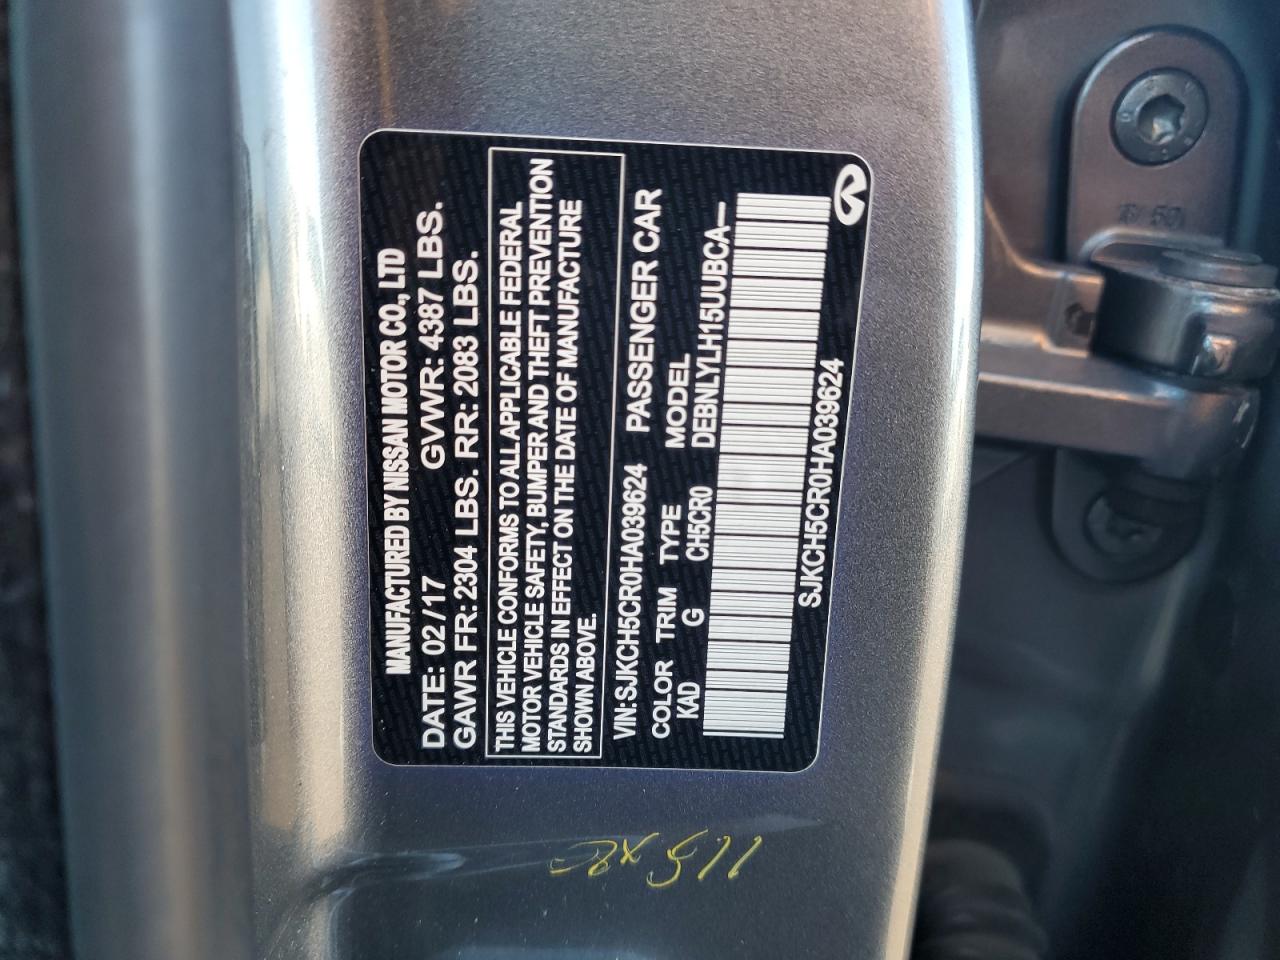 MANUFACTURED BY NISSAN MOTOR CO., LTD
DATE: 02/17 GVWR: 4387 LBS.
GAWR FR: 2304 LBS. RR: 2083 LBS.
THIS VEHICLE CONFORMS TO ALL APPLICABLE FEDERAL
MOTOR VEHICLE SAFETY, BUMPER AND THEFT PREVENTION
STANDARDS IN EFFECT ON THE DATE OF MANUFACTURE
SHOWN ABOVE.
VIN:SJKCH5CR0HA039624 PASSENGER CAR
COLOR TRIM TYPE MODEL
KAD G CH5CR0 DEBNLYLH15UUBCA—
SJKCH5CR0HA039624